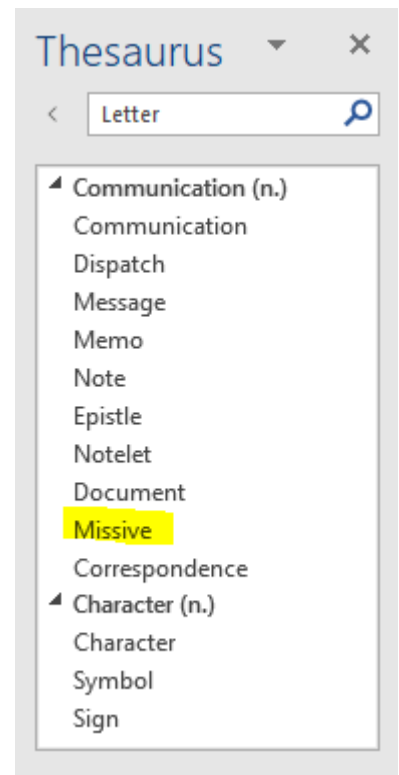 Thesaurus
Letter
Communication (n.)
Communication
Dispatch
Message
Memo
Note
Epistle
Notelet
Document
Missive
Correspondence
Character (n.)
Character
Symbol
Sign